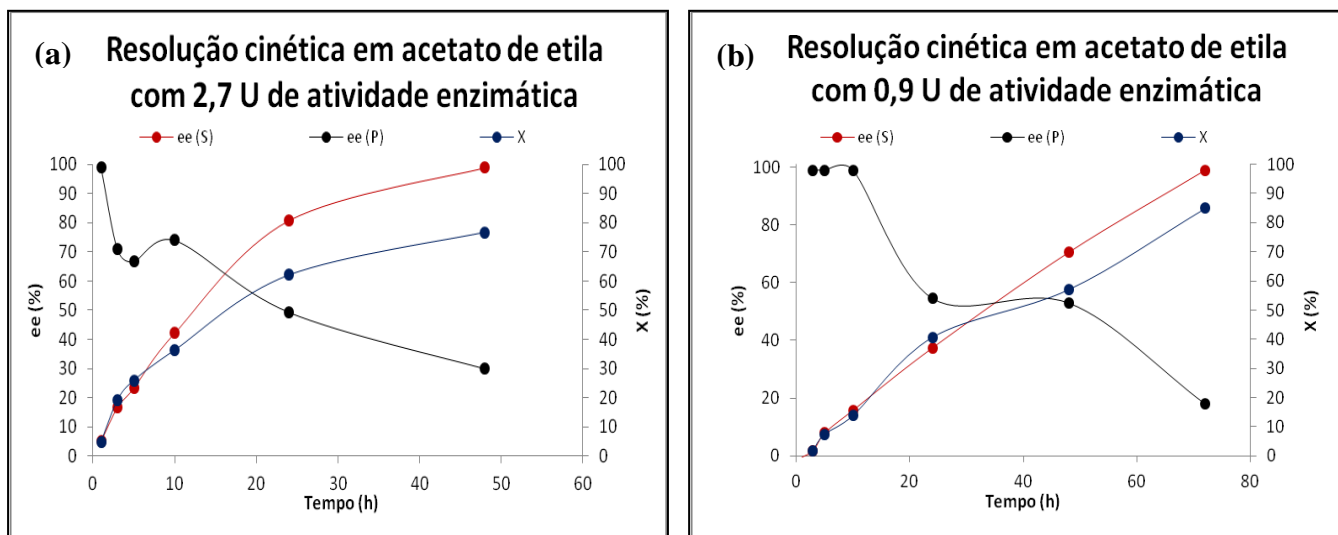 (a) Resolução cinética em acetato de etila
com 2,7 U de atividade enzimática
ee (S) ee (P) X
100 100
90 90
80 80
70 70
60 60
50 50
40 40
30 30
20 20
10 10
0 0
ee (%)
X (%)
0 10 20 30 40 50 60
Tempo (h)
(b) Resolução cinética em acetato de etila
com 0,9 U de atividade enzimática
ee (S) ee (P) X
100 100
90
80 80
70
60 60
50
40 40
30
20 20
10
0 0
ee (%)
X (%)
0 20 40 60 80
Tempo (h)